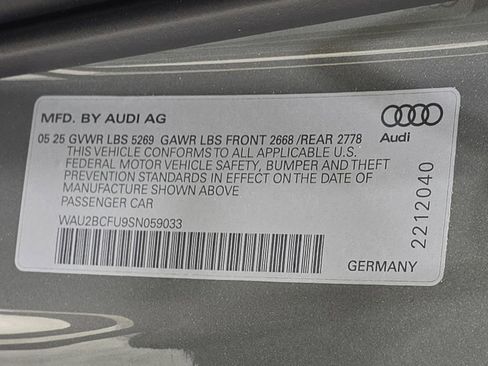 MFD. BY AUDI AG
05 25 GVWR LBS 5269 GAWR LBS FRONT 2668 /REAR 2778
THIS VEHICLE CONFORMS TO ALL APPLICABLE U.S.
FEDERAL MOTOR VEHICLE SAFETY, BUMPER AND THEFT
PREVENTION STANDARDS IN EFFECT ON THE DATE OF
MANUFACTURE SHOWN ABOVE
PASSENGER CAR
WAU2BCFU9SN059033
Audi
2212040
GERMANY